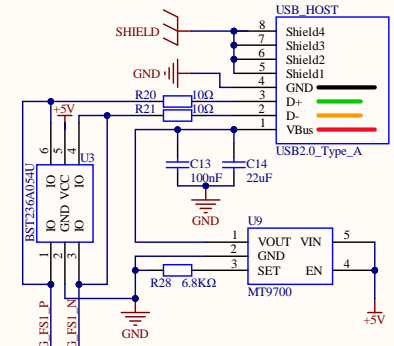 USB_HOST
SHIELD
8 Shield4
7 Shield3
6 Shield2
5 Shield1
GND
4 GND
R20 10Ω 3 D+
R21 10Ω 2 D-
1 VBus
USB2.0_Type_A
+5V
U3
BST236A054U
6 5 4
IO VCC IO
IO GND IO
1 2 3
C13
100nF
C14
22uF
GND
U9
1 VOUT VIN 5
2 GND
3 SET EN 4
MT9700
R28 6.8KΩ
GND
+5V
G_FS1_P
G_FS1_N